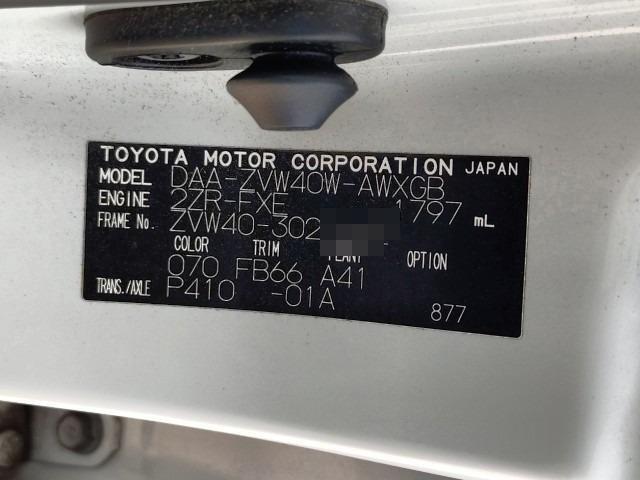 TOYOTA MOTOR CORPORATION JAPAN
MODEL DAA-ZVW40W-AWXGB
ENGINE 2ZR-FXE 1797 mL
FRAME No. ZVW40-302
COLOR TRIM PLANT OPTION
070 FB66 A41
TRANS./AXLE P410 -01A 877